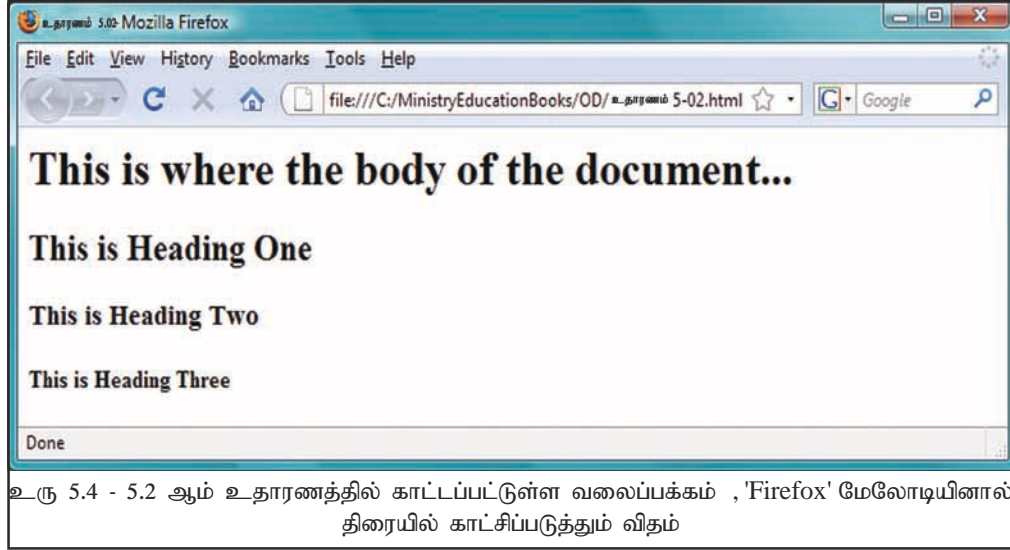 உதாரணம் 5.02- Mozilla Firefox
File Edit View History Bookmarks Tools Help
file:///C:/MinistryEducationBooks/OD/ உதாரணம் 5-02.html Google
This is where the body of the document...
This is Heading One
This is Heading Two
This is Heading Three
Done
உரு 5.4 - 5.2 ஆம் உதாரணத்தில் காட்டப்பட்டுள்ள வலைப்பக்கம் , 'Firefox' மேலோடியினால்
திரையில் காட்சிப்படுத்தும் விதம்